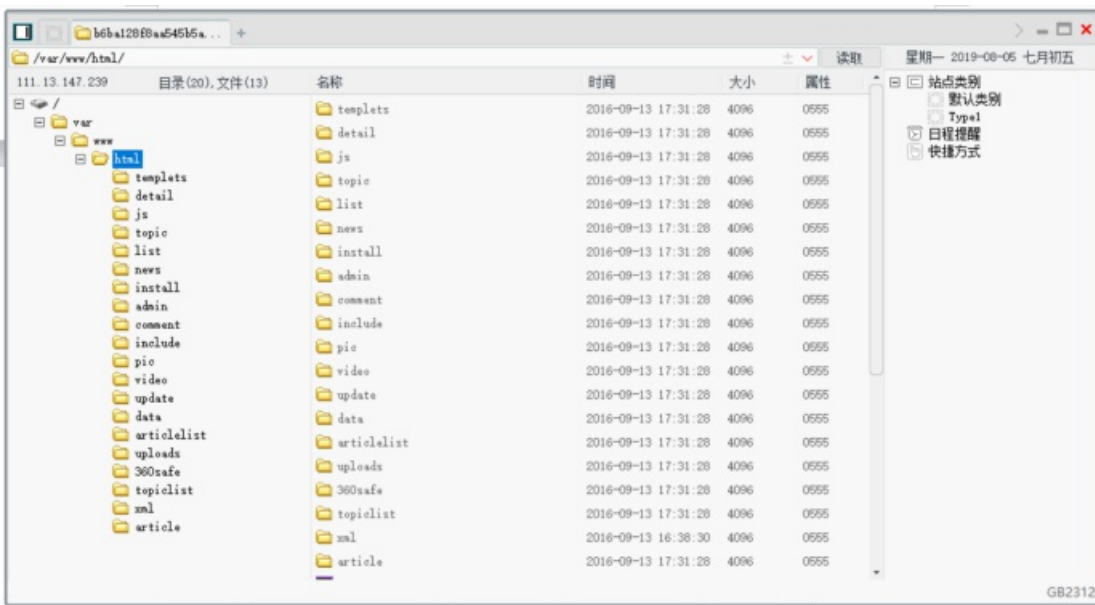 b6ba128f8aa545b5a... +
/var/www/html/ 读取 星期一 2019-08-05 七月初五
111.13.147.239 目录(20),文件(13) 名称 时间 大小 属性
/
var
www
html
templets
detail
js
topic
list
news
install
admin
comment
include
pic
video
update
data
articlelist
uploads
360safe
topiclist
xml
article
templets 2016-09-13 17:31:28 4096 0555
detail 2016-09-13 17:31:28 4096 0555
js 2016-09-13 17:31:28 4096 0555
topic 2016-09-13 17:31:28 4096 0555
list 2016-09-13 17:31:28 4096 0555
news 2016-09-13 17:31:28 4096 0555
install 2016-09-13 17:31:28 4096 0555
admin 2016-09-13 17:31:28 4096 0555
comment 2016-09-13 17:31:28 4096 0555
include 2016-09-13 17:31:28 4096 0555
pic 2016-09-13 17:31:28 4096 0555
video 2016-09-13 17:31:28 4096 0555
update 2016-09-13 17:31:28 4096 0555
data 2016-09-13 17:31:28 4096 0555
articlelist 2016-09-13 17:31:28 4096 0555
uploads 2016-09-13 17:31:28 4096 0555
360safe 2016-09-13 17:31:28 4096 0555
topiclist 2016-09-13 17:31:28 4096 0555
xml 2016-09-13 16:38:30 4096 0555
article 2016-09-13 17:31:28 4096 0555
站点类别
默认类别
Type1
日程提醒
快捷方式
GB2312